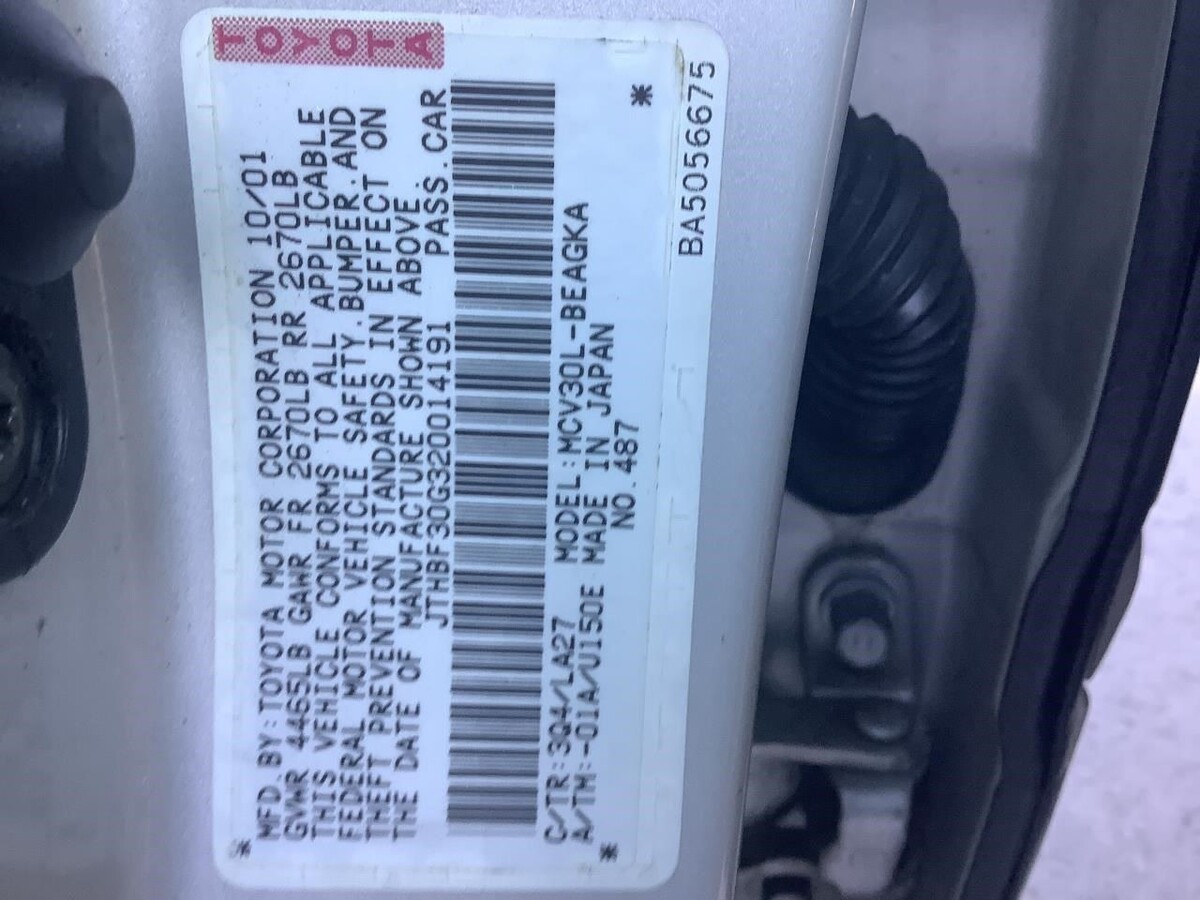 TOYOTA
* MFD.BY:TOYOTA MOTOR CORPORATION 10/01
GVWR 4465LB GAWR FR 2670LB RR 2670LB
THIS VEHICLE CONFORMS TO ALL APPLICABLE
FEDERAL MOTOR VEHICLE SAFETY.BUMPER.AND
THEFT PREVENTION STANDARDS IN EFFECT ON
THE DATE OF MANUFACTURE SHOWN ABOVE.
JTHBF30G320014191 PASS.CAR
C/TR:3Q4/LA27 MODEL:MCV30L-BEAGKA
A/TM:-01A/U150E MADE IN JAPAN
* NO.487 *
BA5056675